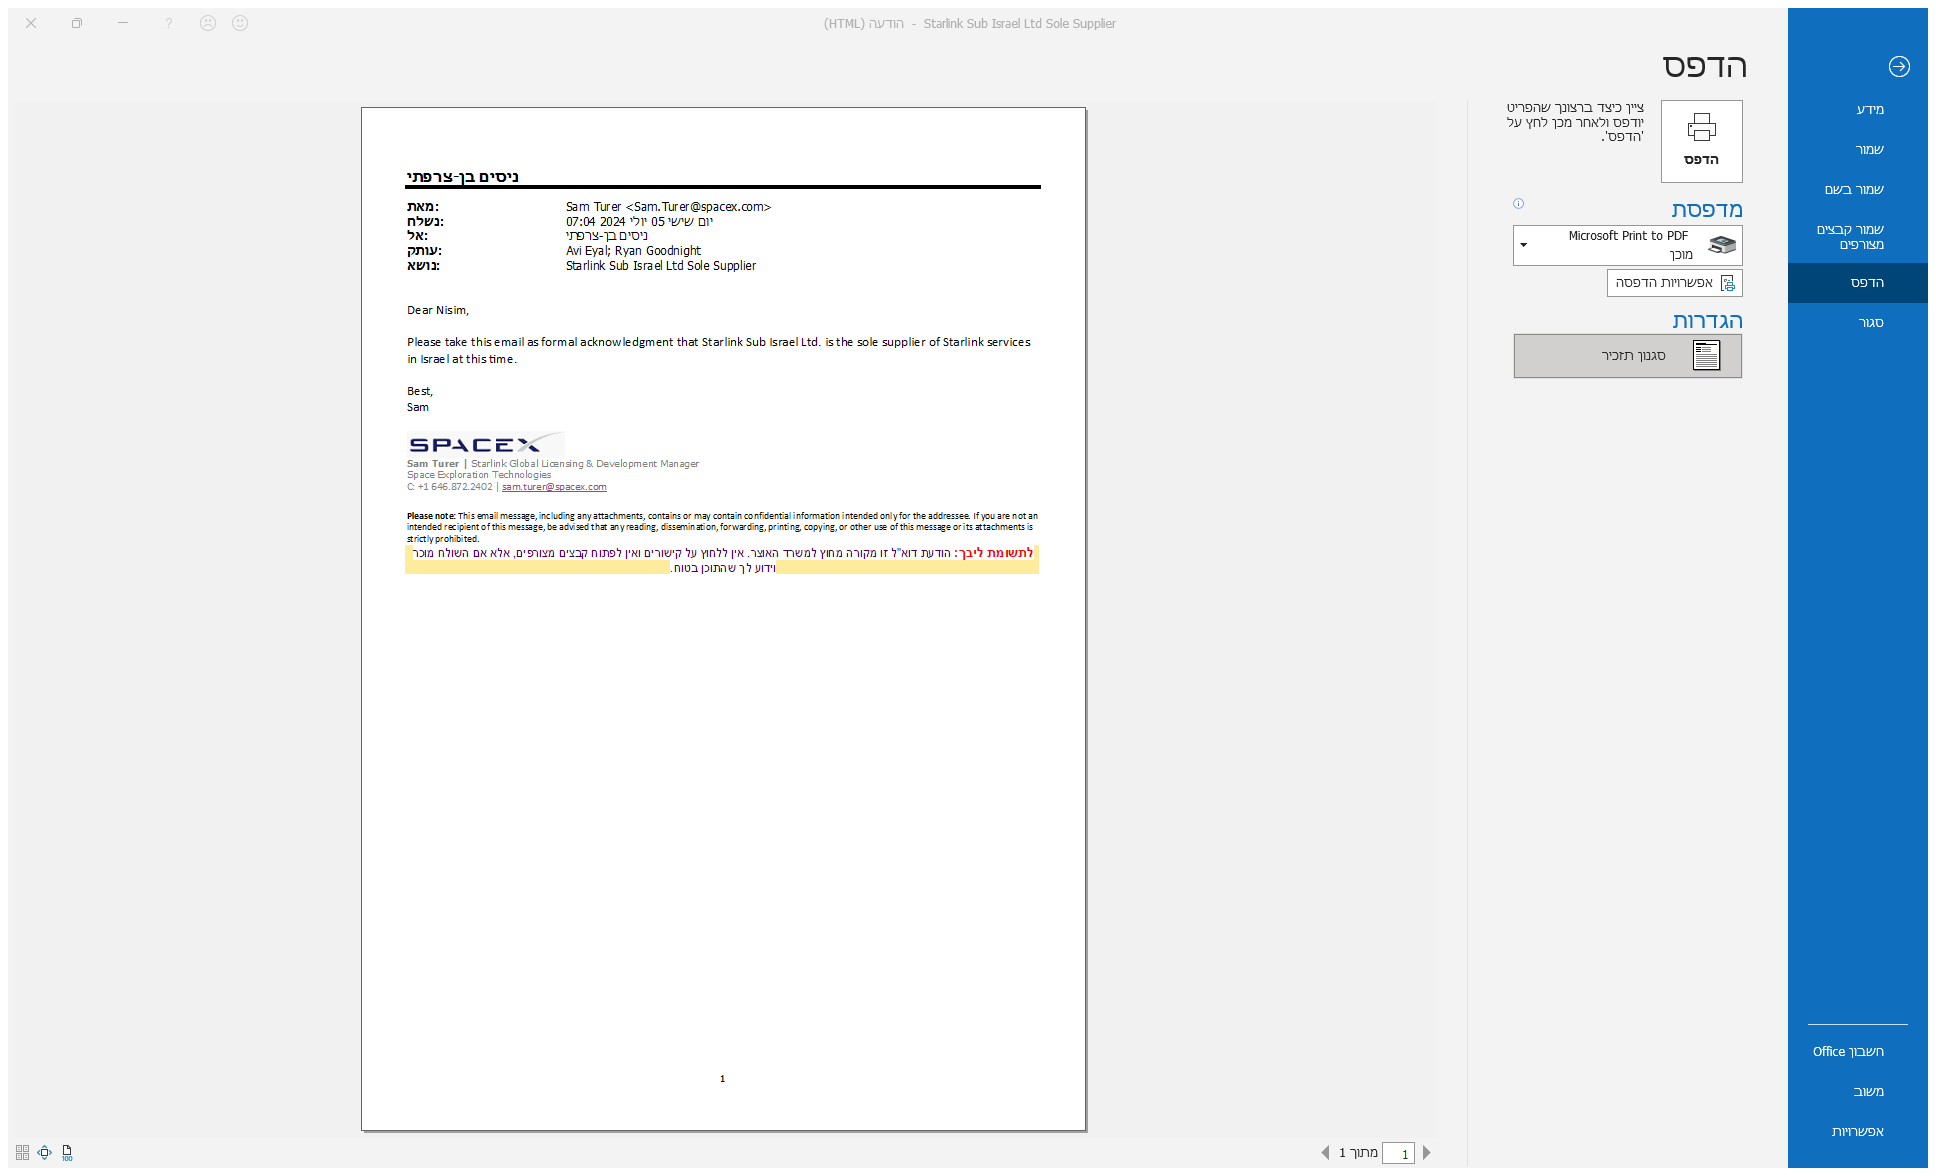 Starlink Sub Israel Ltd Sole Supplier - הודעה (HTML)
הדפס
מידע
שמור
שמור בשם
שמור קבצים
מצורפים
הדפס
סגור
חשבון Office
משוב
אפשרויות
הדפס
ציין כיצד ברצונך שהפריט
יודפס ולאחר מכן לחץ על
'הדפס'.
מדפסת
Microsoft Print to PDF
מוכן
אפשרויות הדפסה
הגדרות
סגנון תזכיר
ניסים בן-צרפתי
מאת: Sam Turer <Sam.Turer@spacex.com>
נשלח: יום שישי 05 יולי 2024 07:04
אל: ניסים בן-צרפתי
עותק: Avi Eyal; Ryan Goodnight
נושא: Starlink Sub Israel Ltd Sole Supplier
Dear Nisim,
Please take this email as formal acknowledgment that Starlink Sub Israel Ltd. is the sole supplier of Starlink services
in Israel at this time.
Best,
Sam
SPACEX
Sam Turer | Starlink Global Licensing & Development Manager
Space Exploration Technologies
C: +1 646.872.2402 | sam.turer@spacex.com
Please note: This email message, including any attachments, contains or may contain confidential information intended only for the addressee. If you are not an
intended recipient of this message, be advised that any reading, dissemination, forwarding, printing, copying, or other use of this message or its attachments is
strictly prohibited.
לתשומת ליבך: הודעת דוא"ל זו מקורה מחוץ למשרד האוצר. אין ללחוץ על קישורים ואין לפתוח קבצים מצורפים, אלא אם השולח מוכר
וידוע לך שהתוכן בטוח.
1
1 מתוך 1
100